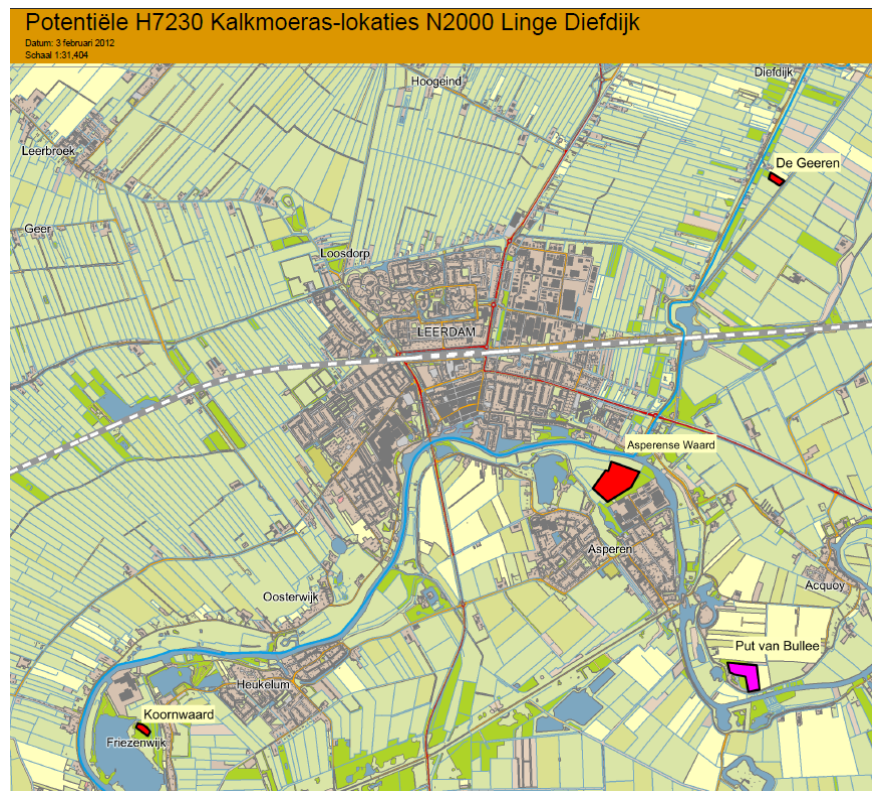 Potentiële H7230 Kalkmoeras-lokaties N2000 Linge Diefdijk
Datum: 3 februari 2012
Schaal 1:31,404
Diefdijk
Hoogeind
Leerbroek
De Geeren
Geer
Loosdorp
LEERDAM
Asperense Waard
Asperen
Acquoy
Oosterwijk
Put van Bullee
Heukelum
Koornwaard
Friezenwijk